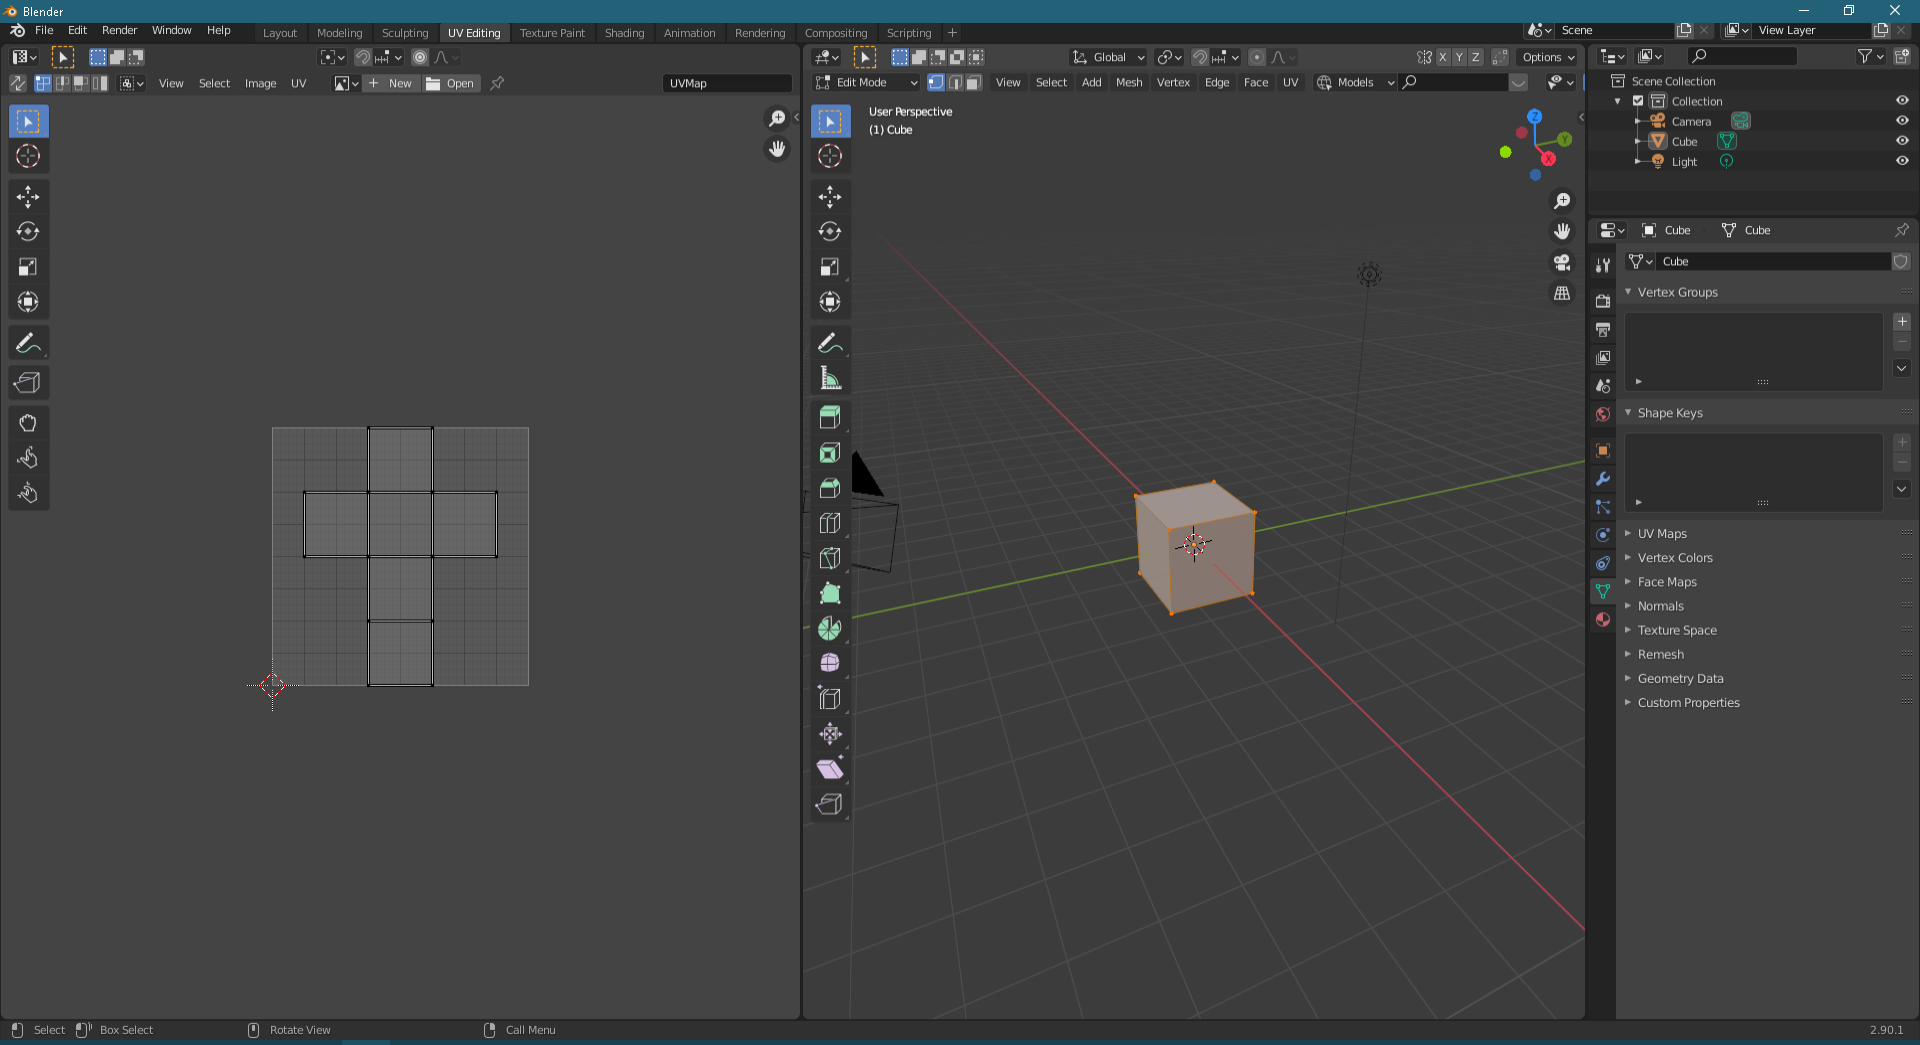 Blender
File Edit Render Window Help Layout Modeling Sculpting UV Editing Texture Paint Shading Animation Rendering Compositing Scripting + Scene View Layer
Global X Y Z Options
View Select Image UV + New Open UVMap
Edit Mode View Select Add Mesh Vertex Edge Face UV Models
User Perspective
(1) Cube
Z
Y
X
Scene Collection
Collection
Camera
Cube
Light
Cube Cube
Cube
Vertex Groups
Shape Keys
UV Maps
Vertex Colors
Face Maps
Normals
Texture Space
Remesh
Geometry Data
Custom Properties
Select Box Select Rotate View Call Menu 2.90.1